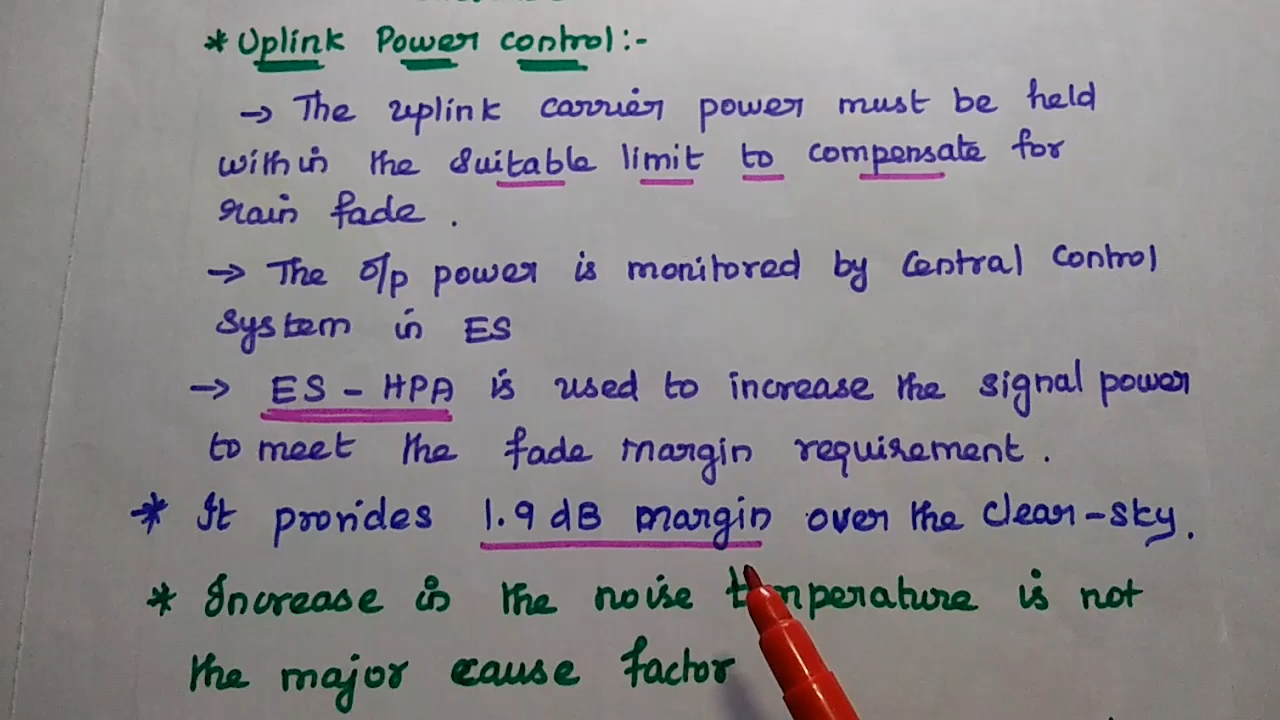 * Uplink Power control:-
→ The uplink carrier power must be held
within the suitable limit to compensate for
rain fade .
→ The o/p power is monitored by Central Control
system in ES
→ ES - HPA is used to increase the signal power
to meet the fade margin requirement .
* It provides 1.9 dB margin over the clear-sky.
* Increase in the noise temperature is not
the major cause factor